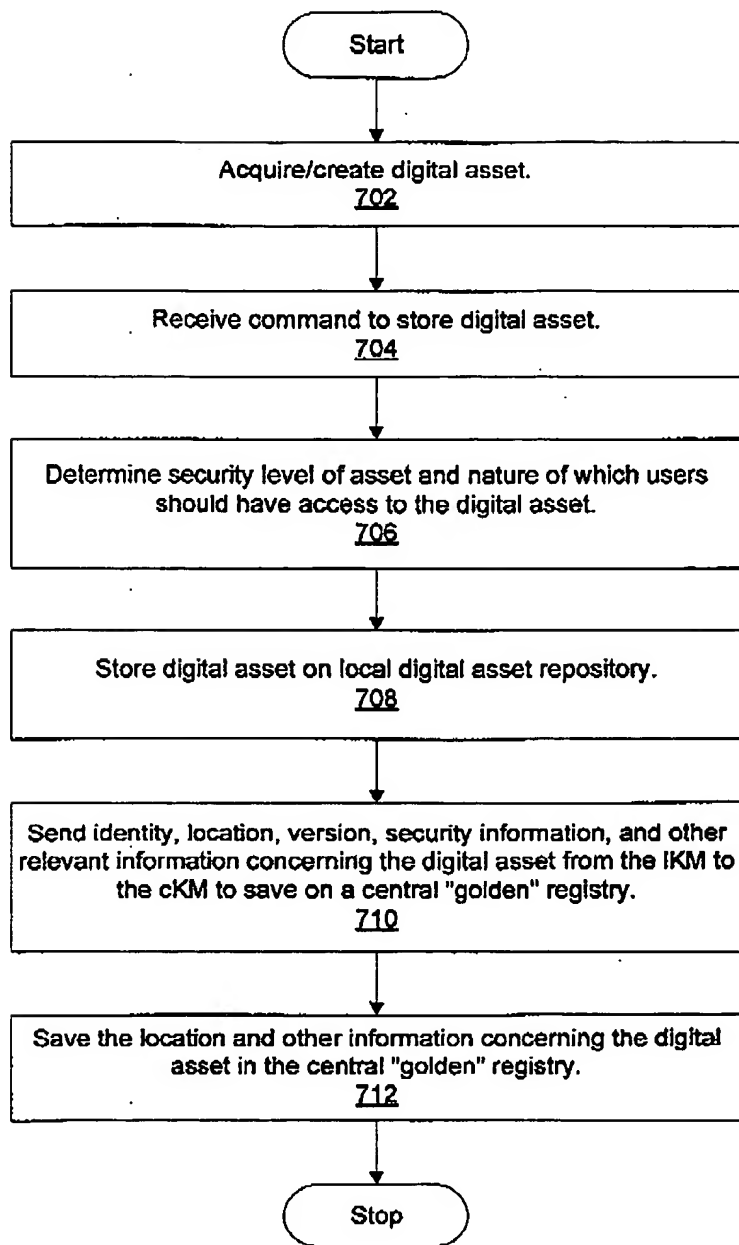 Start
Acquire/create digital asset.
702
Receive command to store digital asset.
704
Determine security level of asset and nature of which users
should have access to the digital asset.
706
Store digital asset on local digital asset repository.
708
Send identity, location, version, security information, and other
relevant information concerning the digital asset from the lKM to
the cKM to save on a central "golden" registry.
710
Save the location and other information concerning the digital
asset in the central "golden" registry.
712
Stop